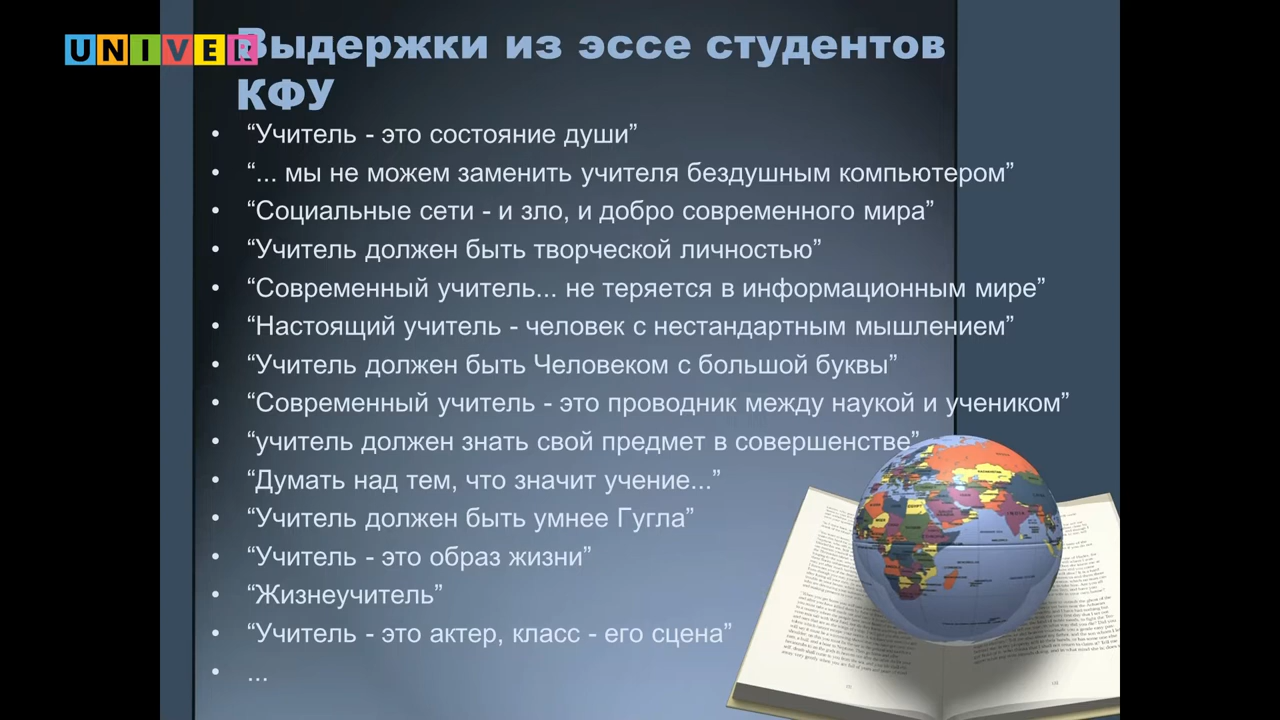 UNIVER
Выдержки из эссе студентов
КФУ
• “Учитель - это состояние души”
• “... мы не можем заменить учителя бездушным компьютером”
• “Социальные сети - и зло, и добро современного мира”
• “Учитель должен быть творческой личностью”
• “Современный учитель... не теряется в информационным мире”
• “Настоящий учитель - человек с нестандартным мышлением”
• “Учитель должен быть Человеком с большой буквы”
• “Современный учитель - это проводник между наукой и учеником”
• “учитель должен знать свой предмет в совершенстве”
• “Думать над тем, что значит учение...”
• “Учитель должен быть умнее Гугла”
• “Учитель - это образ жизни”
• “Жизнеучитель”
• “Учитель - это актер, класс - его сцена”
• ...
INDIA